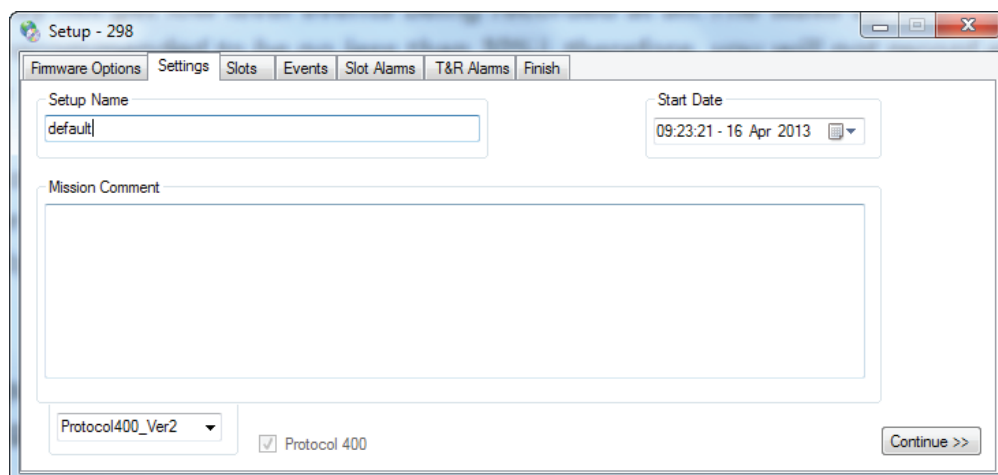 Setup - 298
Firmware Options Settings Slots Events Slot Alarms T&R Alarms Finish
Setup Name
default
Start Date
09:23:21 - 16 Apr 2013
Mission Comment
Protocol400_Ver2
Protocol 400
Continue >>